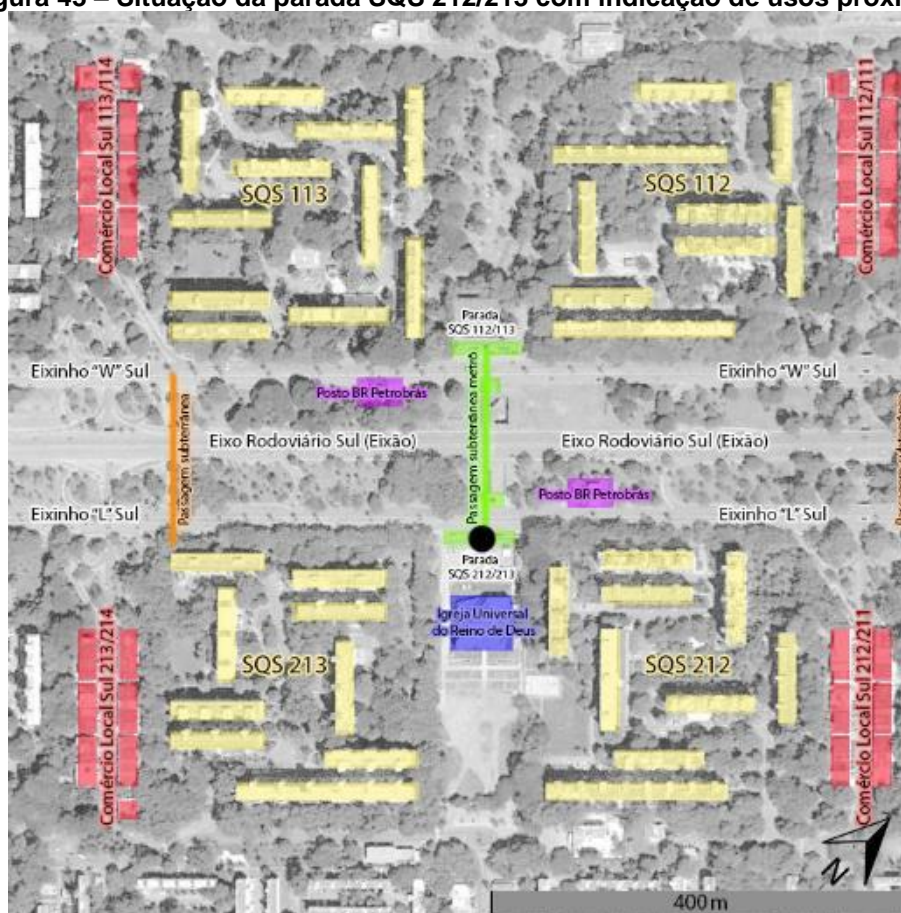 gura 45 – Situação da parada SQS 212/213 com indicação de usos próxi
Comércio Local Sul 113/114
SQS 113
SQS 112
Comércio Local Sul 112/111
Parada
SQS 112/113
Eixinho "W" Sul
Posto BR Petrobrás
Eixinho "W" Sul
Passagem subterrânea
Eixo Rodoviário Sul (Eixão)
Passagem subterrânea metrô
Eixo Rodoviário Sul (Eixão)
Posto BR Petrobrás
Eixinho "L" Sul
Eixinho "L" Sul
Parada
SQS 212/213
Igreja Universal
do Reino de Deus
Comércio Local Sul 213/214
SQS 213
SQS 212
Comércio Local Sul 212/211
N
400 m